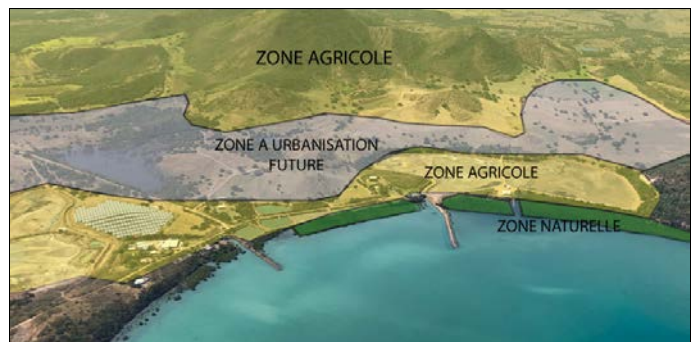 ZONE AGRICOLE
ZONE A URBANISATION
FUTURE
ZONE AGRICOLE
ZONE NATURELLE